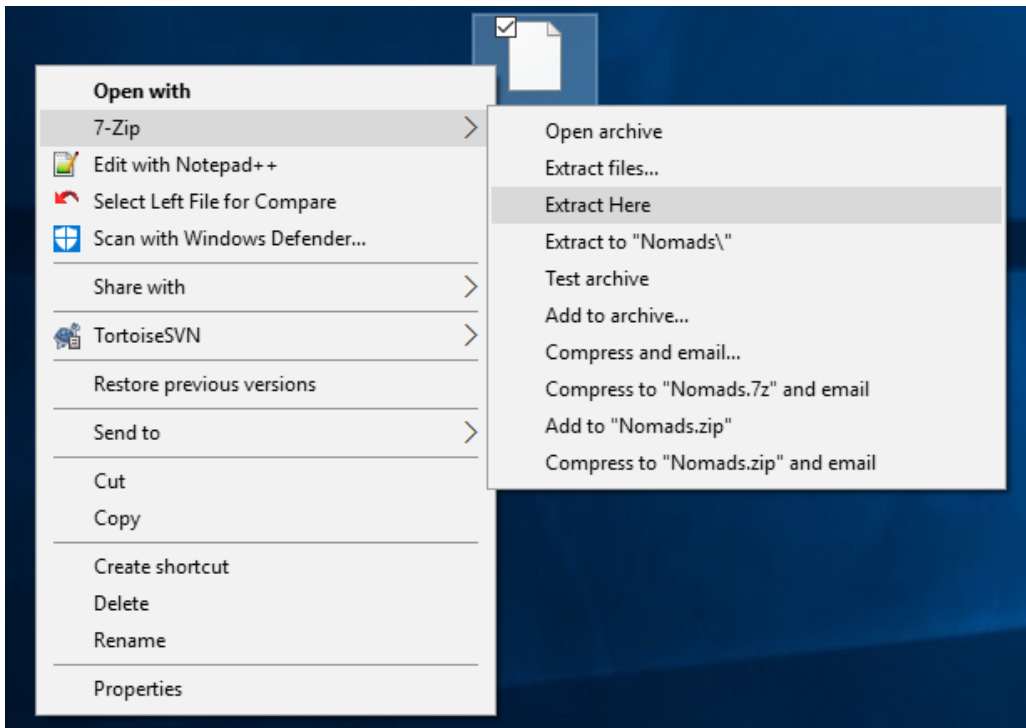 Open with
7-Zip
Edit with Notepad++
Select Left File for Compare
Scan with Windows Defender...
Share with
TortoiseSVN
Restore previous versions
Send to
Cut
Copy
Create shortcut
Delete
Rename
Properties
Open archive
Extract files...
Extract Here
Extract to "Nomads\"
Test archive
Add to archive...
Compress and email...
Compress to "Nomads.7z" and email
Add to "Nomads.zip"
Compress to "Nomads.zip" and email